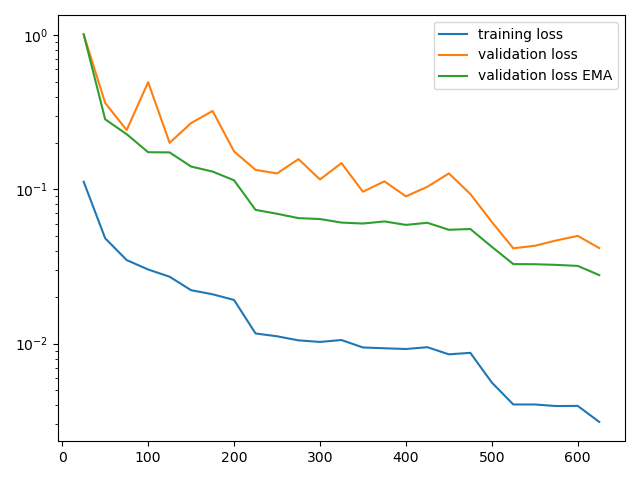 training loss
validation loss
validation loss EMA
10⁰
10⁻¹
10⁻²
0 100 200 300 400 500 600